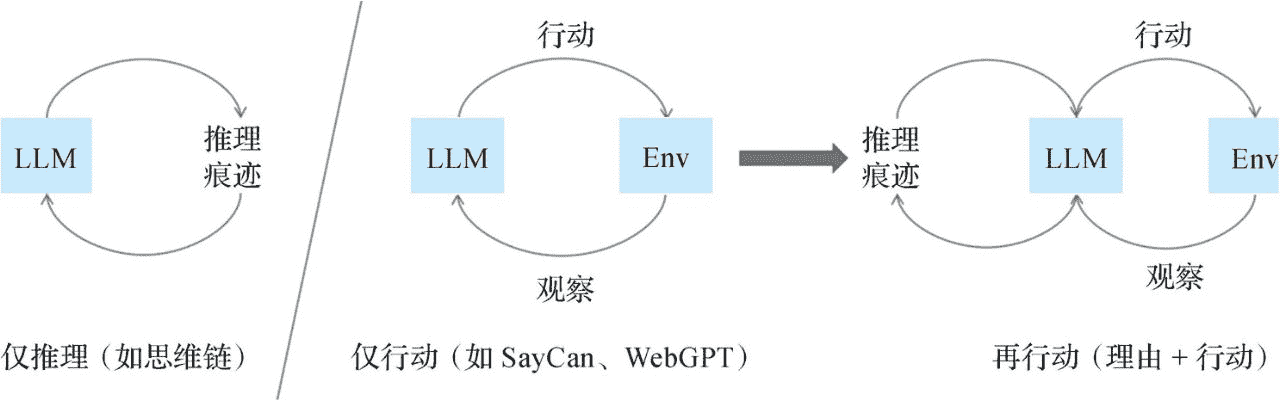 LLM
推理
痕迹
仅推理（如思维链）
行动
LLM
Env
观察
仅行动（如 SayCan、WebGPT）
推理
痕迹
行动
LLM
Env
观察
再行动（理由 + 行动）